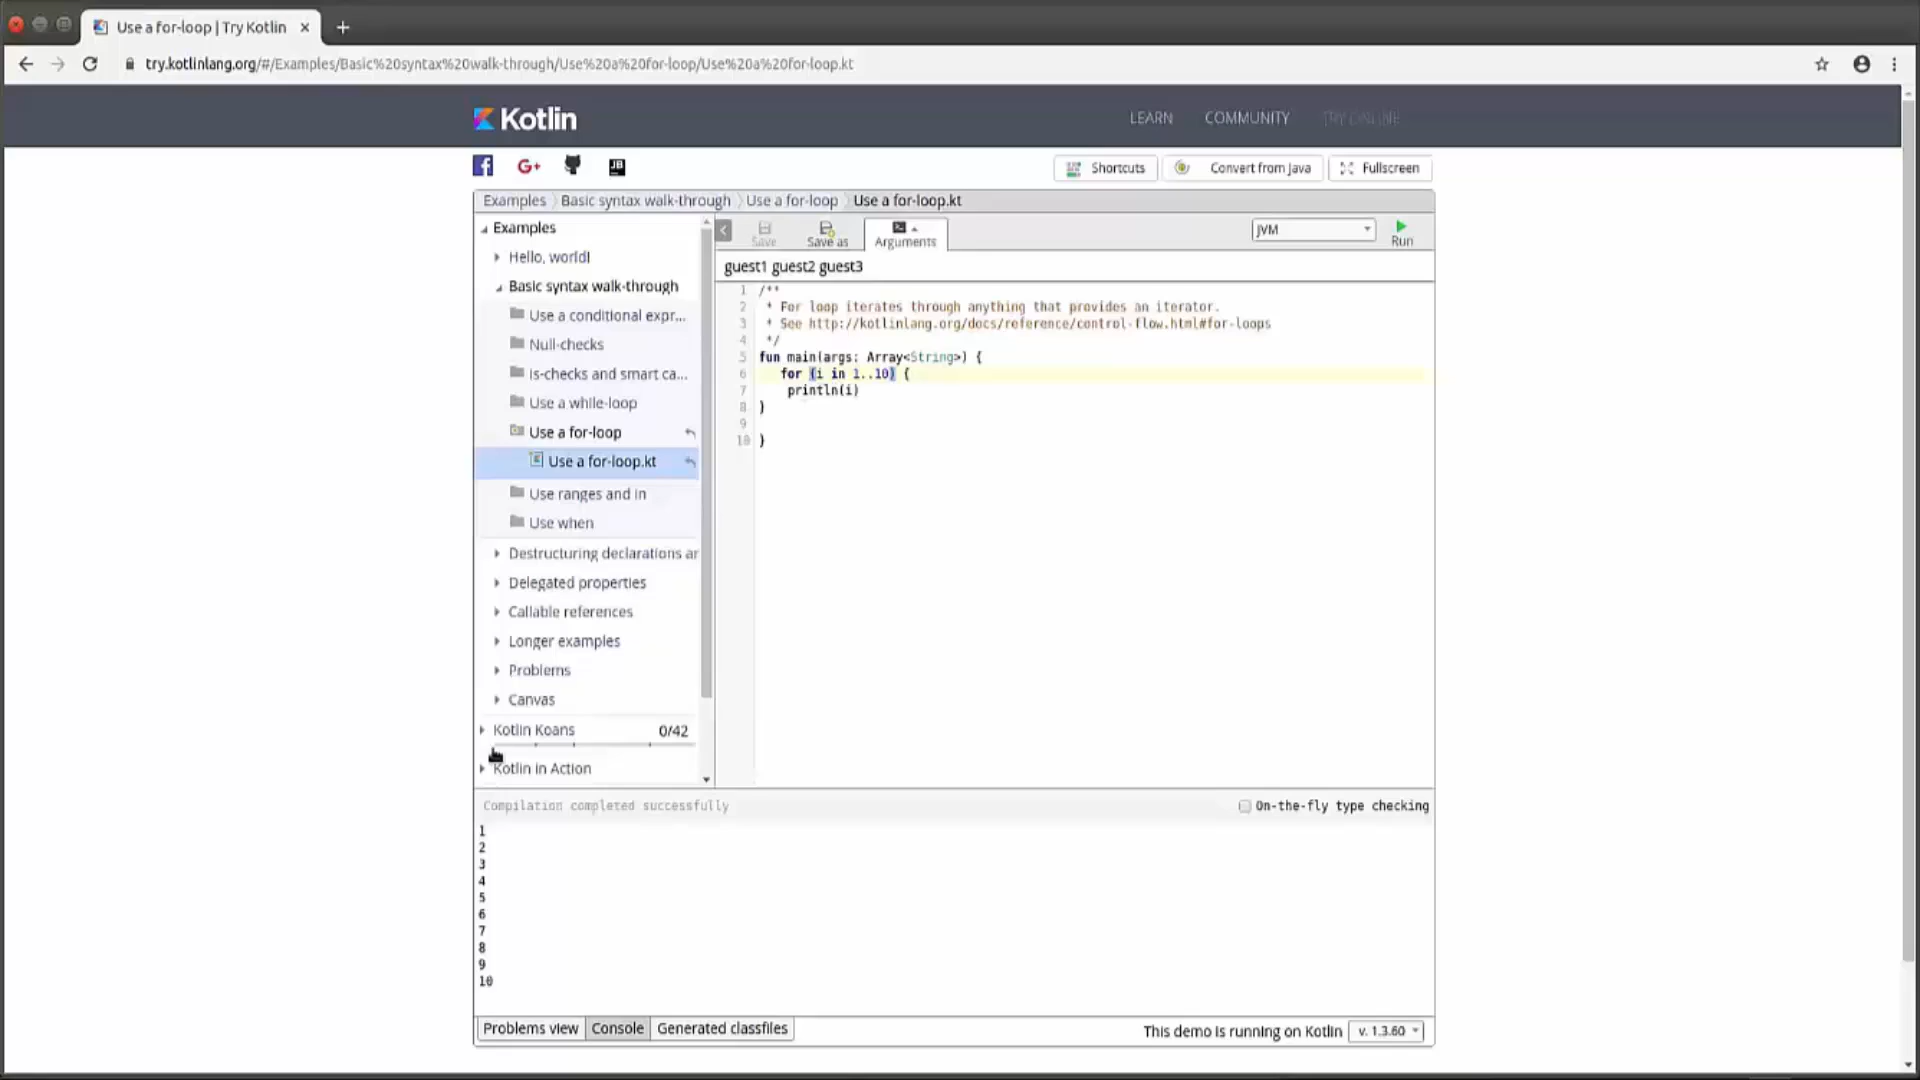 Use a for-loop | Try Kotlin
try.kotlinlang.org/#/Examples/Basic%20syntax%20walk-through/Use%20a%20for-loop/Use%20a%20for-loop.kt
Kotlin
LEARN COMMUNITY TRY ONLINE
G+ JB Shortcuts Convert from Java Fullscreen
Examples Basic syntax walk-through Use a for-loop Use a for-loop.kt
Examples
Hello, world!
Basic syntax walk-through
Use a conditional expr...
Null-checks
is-checks and smart ca...
Use a while-loop
Use a for-loop
Use a for-loop.kt
Use ranges and in
Use when
Destructuring declarations ar
Delegated properties
Callable references
Longer examples
Problems
Canvas
Kotlin Koans 0/42
Kotlin in Action
Save Save as Arguments JVM Run
guest1 guest2 guest3
1 /**
2 * For loop iterates through anything that provides an iterator.
3 * See http://kotlinlang.org/docs/reference/control-flow.html#for-loops
4 */
5 fun main(args: Array<String>) {
6 for (i in 1..10) {
7 println(i)
8 }
9
10 }
Compilation completed successfully On-the-fly type checking
1
2
3
4
5
6
7
8
9
10
Problems view Console Generated classfiles This demo is running on Kotlin v. 1.3.60